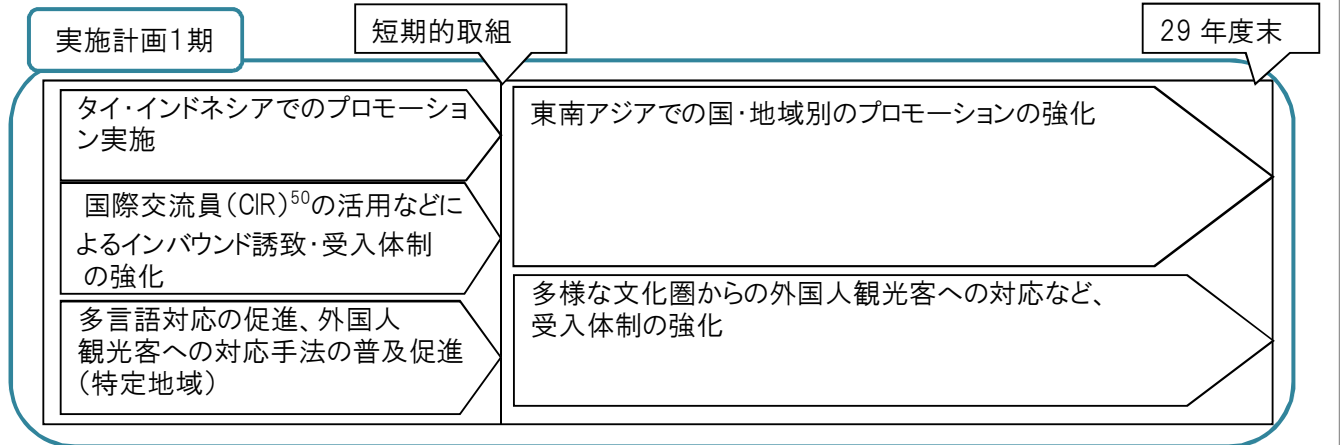 実施計画1期
短期的取組
29 年度末
タイ・インドネシアでのプロモーショ
ン実施
国際交流員(CIR)50の活用などに
よるインバウンド誘致・受入体制
の強化
多言語対応の促進、外国人
観光客への対応手法の普及促進
(特定地域)
東南アジアでの国・地域別のプロモーションの強化
多様な文化圏からの外国人観光客への対応など、
受入体制の強化